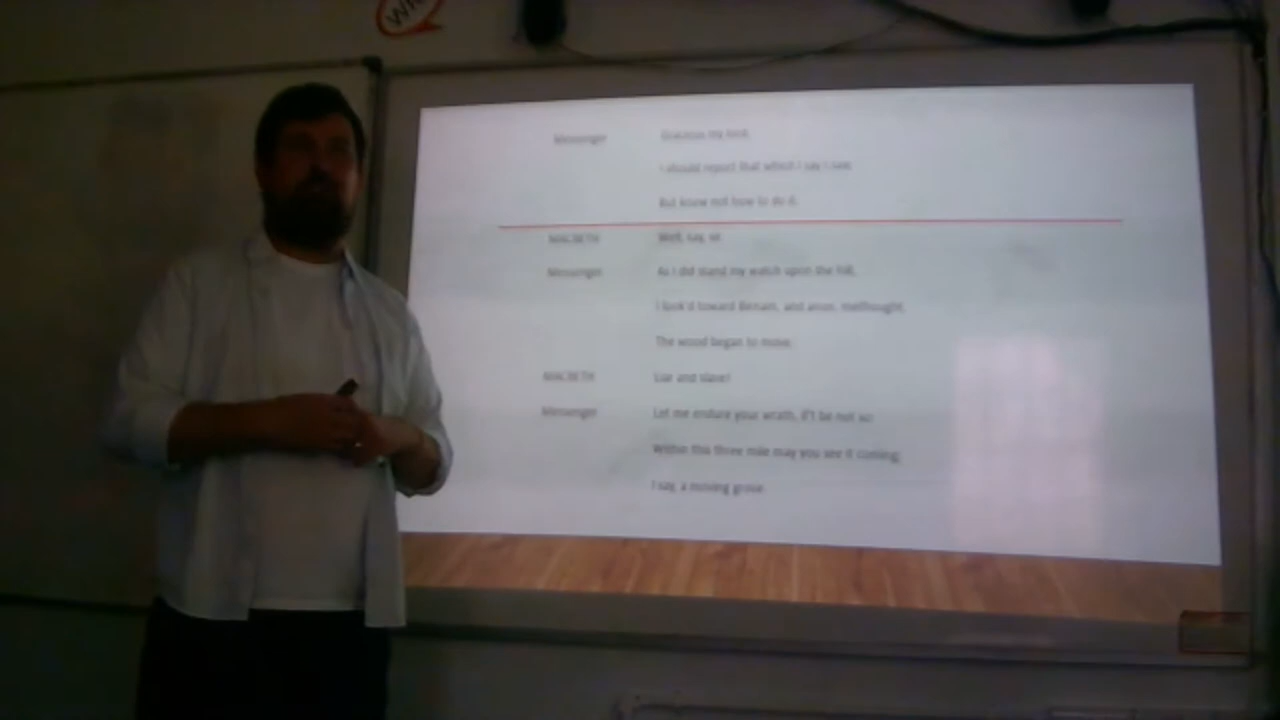 WR
Messenger Gracious my lord,
I should report that which I say I saw,
But know not how to do it.
MACBETH Well, say, sir.
Messenger As I did stand my watch upon the hill,
I look'd toward Birnam, and anon, methought,
The wood began to move.
MACBETH Liar and slave!
Messenger Let me endure your wrath, if't be not so:
Within this three mile may you see it coming;
I say, a moving grove.